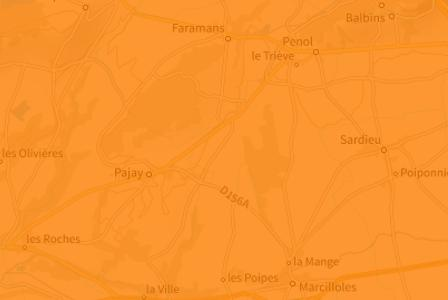 Faramans
Balbins
Penol
le Triève
Sardieu
les Olivières
Pajay
Poiponni
D156A
les Roches
la Mange
les Poipes
la Ville
Marcilloles